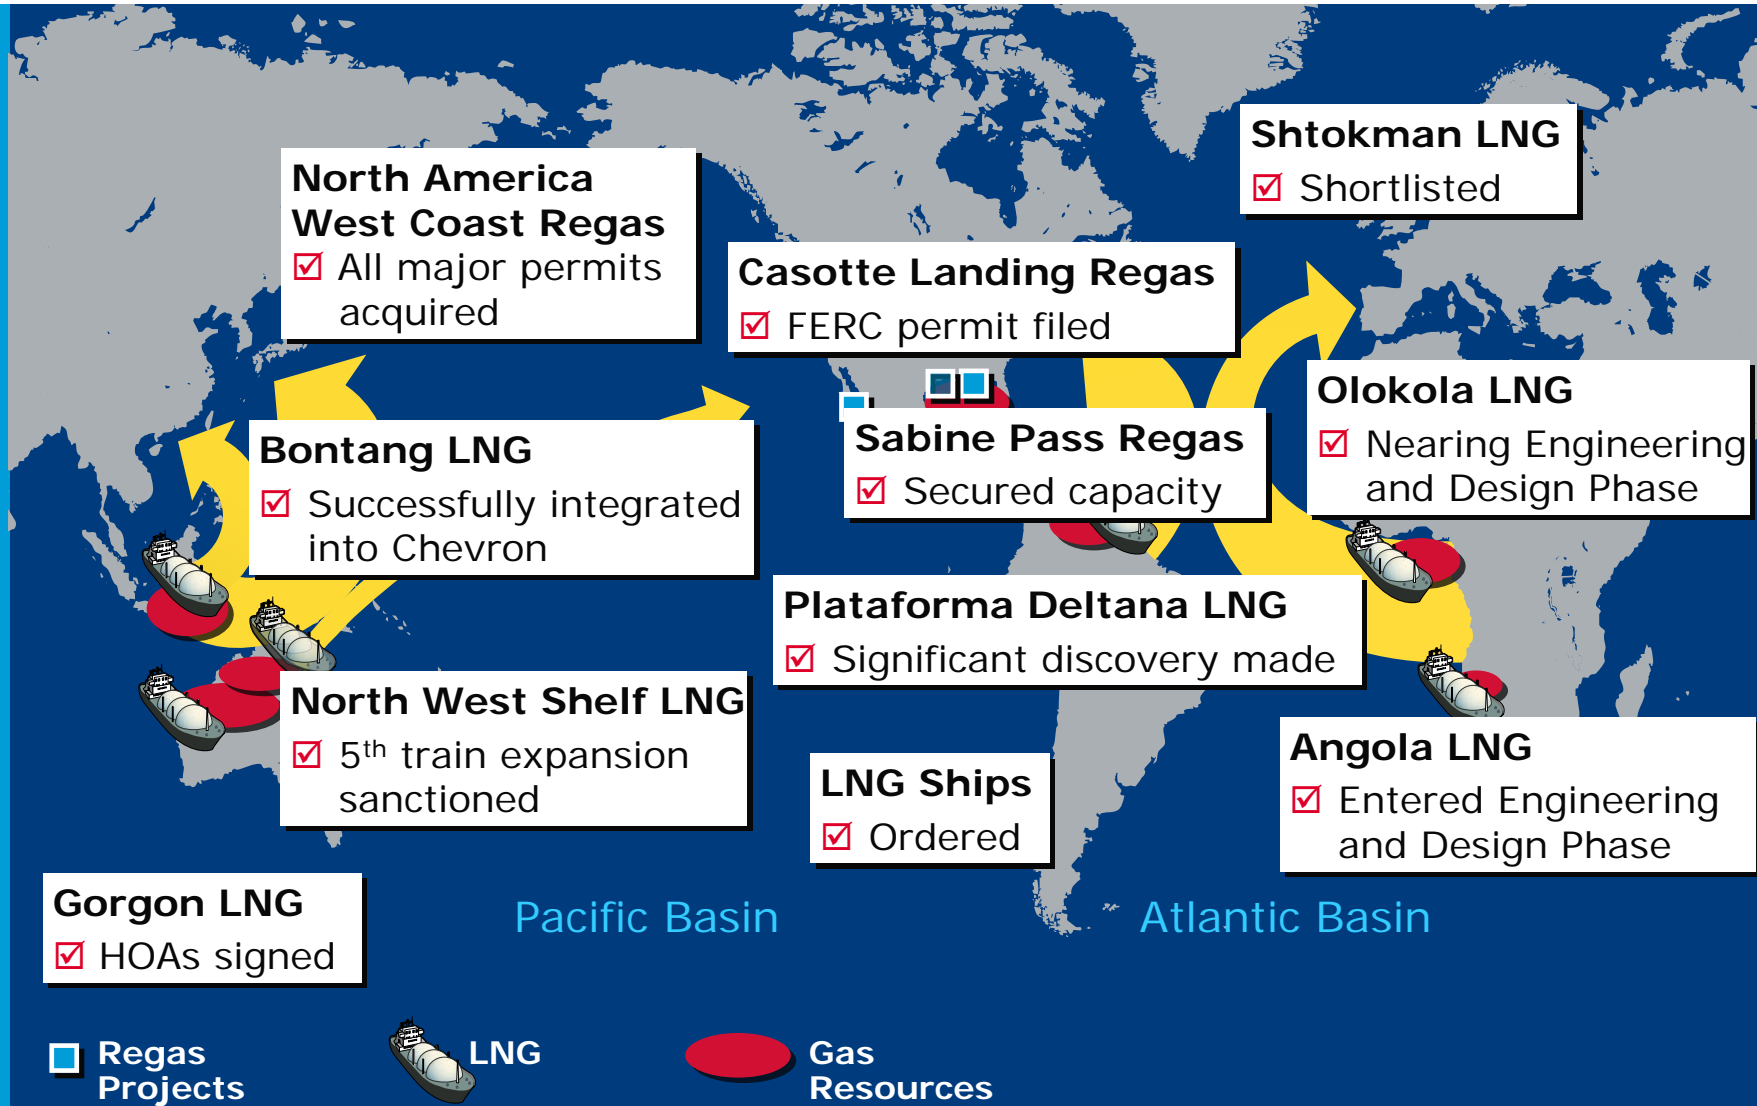 Shtokman LNG
Shortlisted
North America
West Coast Regas
All major permits
acquired
Casotte Landing Regas
FERC permit filed
Olokola LNG
Nearing Engineering
and Design Phase
Bontang LNG
Successfully integrated
into Chevron
Sabine Pass Regas
Secured capacity
Plataforma Deltana LNG
Significant discovery made
North West Shelf LNG
5th train expansion
sanctioned
LNG Ships
Ordered
Angola LNG
Entered Engineering
and Design Phase
Gorgon LNG
HOAs signed
Pacific Basin
Atlantic Basin
Regas
Projects
LNG
Gas
Resources